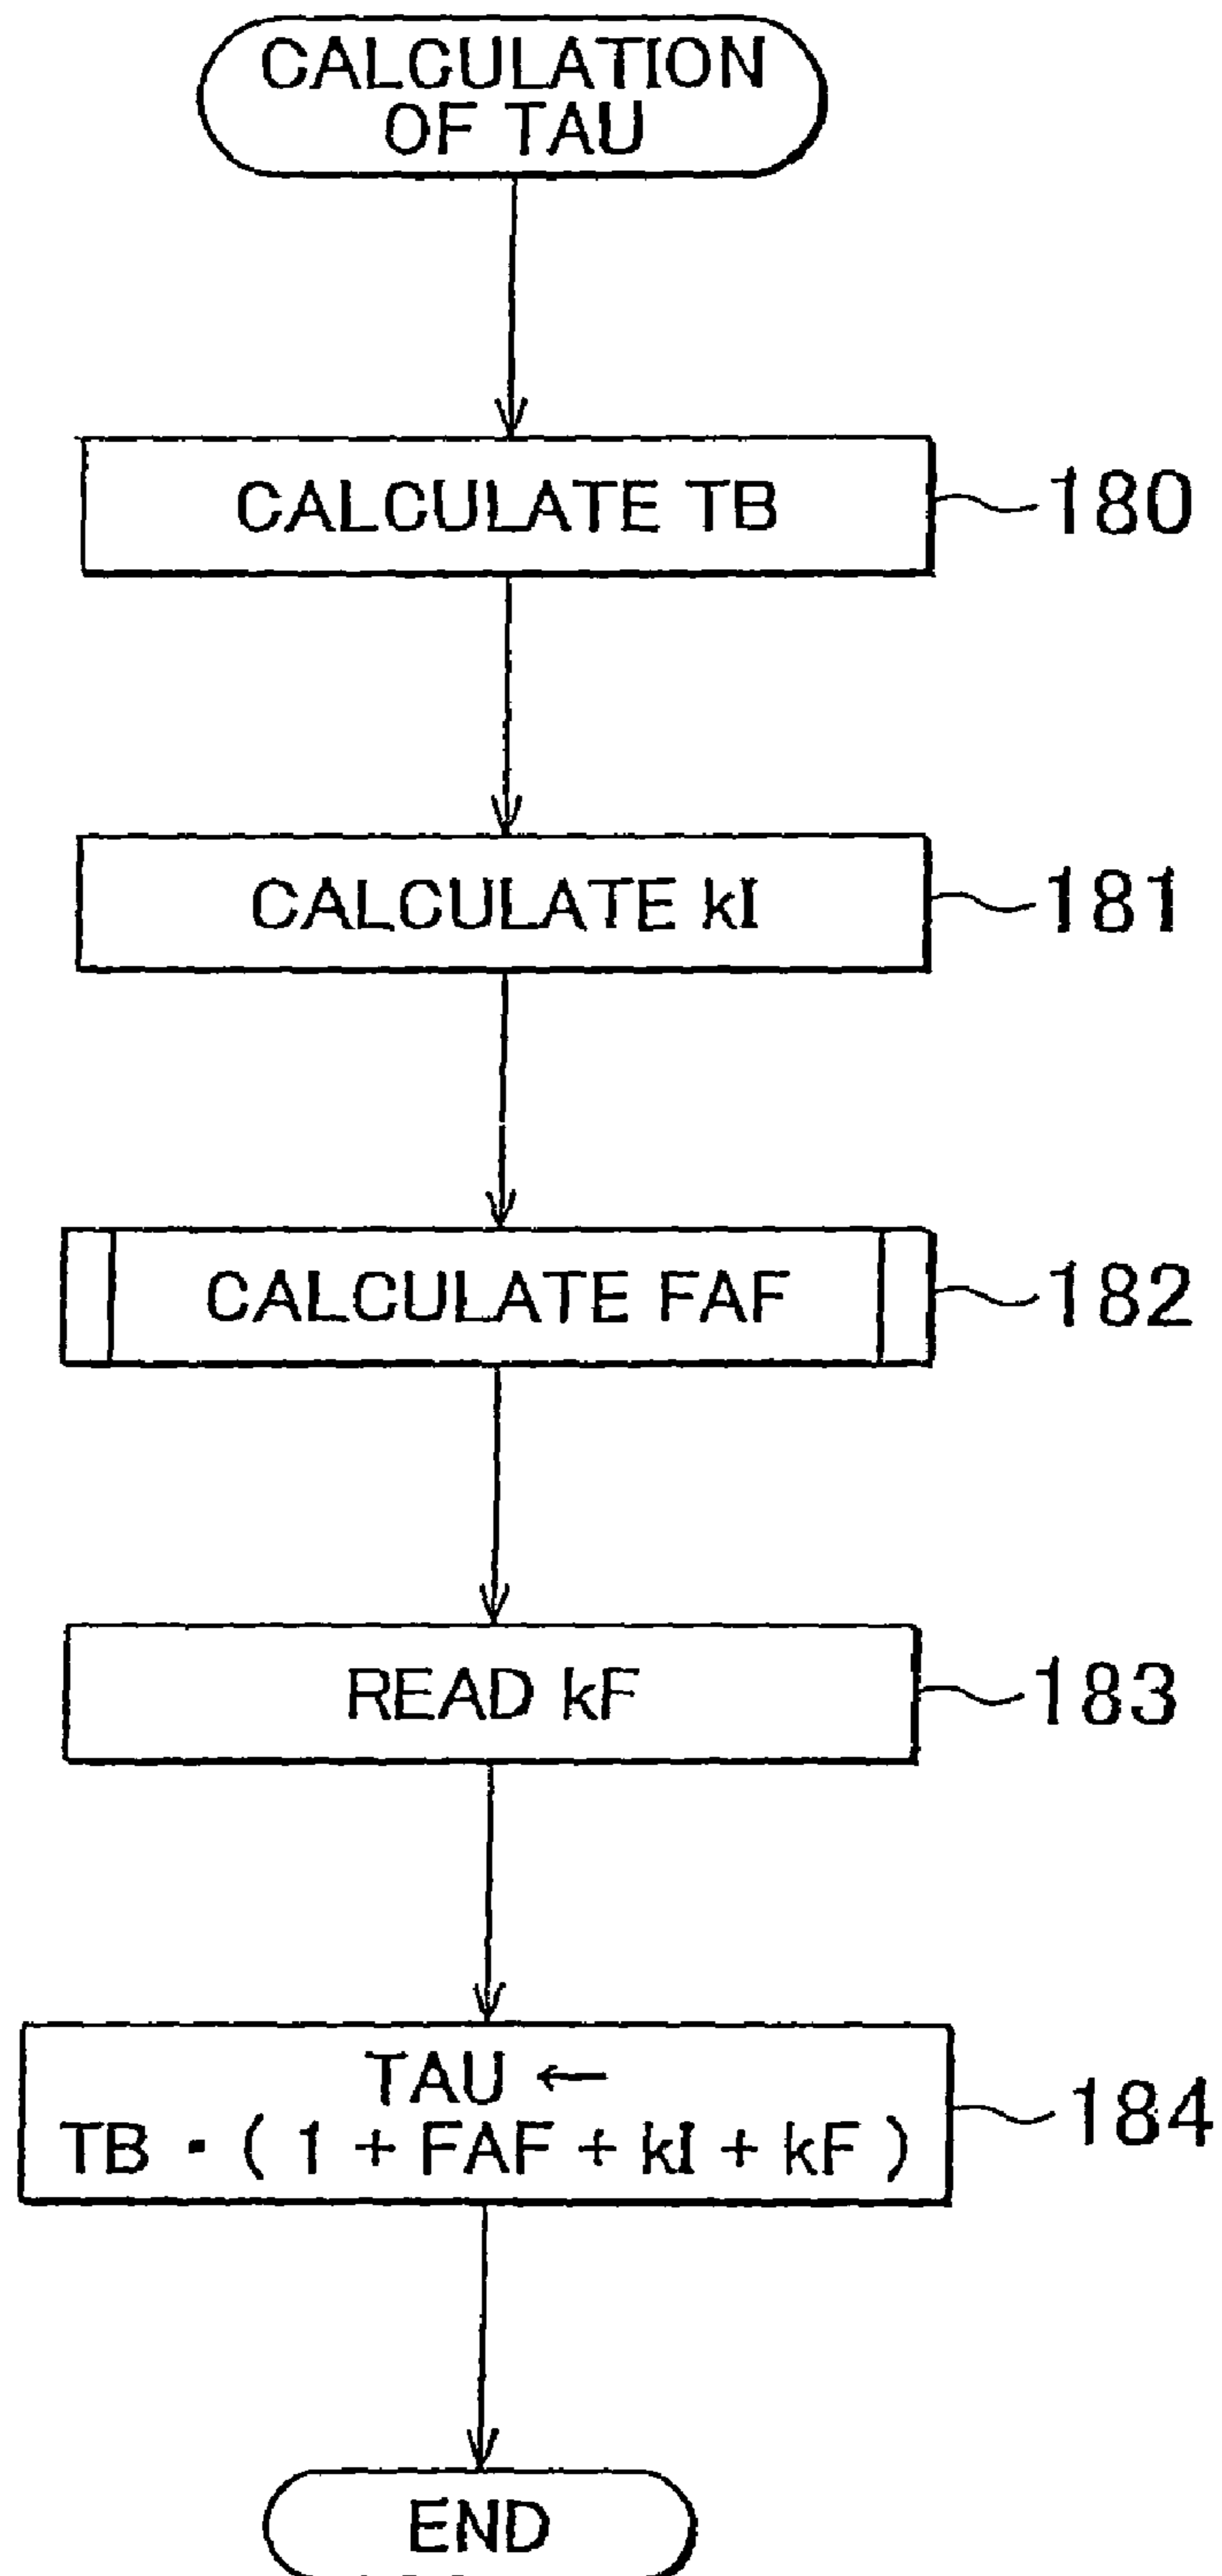 CALCULATION
OF TAU
CALCULATE TB
180
CALCULATE kI
181
CALCULATE FAF
182
READ kF
183
TAU ←
TB · ( 1 + FAF + kI + kF )
184
END